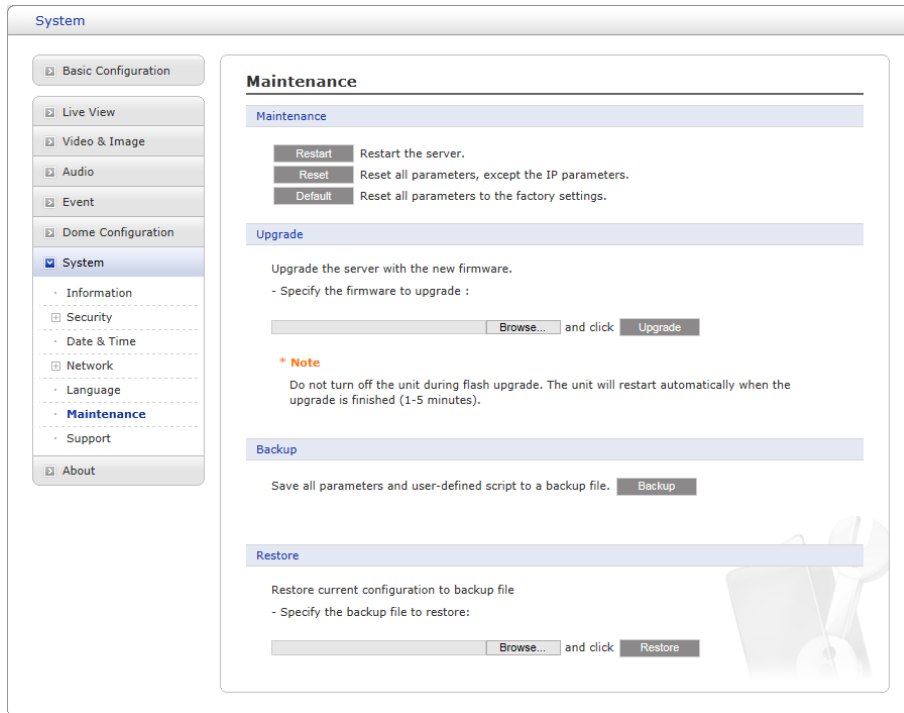 System
Basic Configuration
Live View
Video & Image
Audio
Event
Dome Configuration
System
Information
Security
Date & Time
Network
Language
Maintenance
Support
About
Maintenance
Maintenance
Restart Restart the server.
Reset Reset all parameters, except the IP parameters.
Default Reset all parameters to the factory settings.
Upgrade
Upgrade the server with the new firmware.
- Specify the firmware to upgrade :
Browse... and click Upgrade
* Note
Do not turn off the unit during flash upgrade. The unit will restart automatically when the
upgrade is finished (1-5 minutes).
Backup
Save all parameters and user-defined script to a backup file. Backup
Restore
Restore current configuration to backup file
- Specify the backup file to restore:
Browse... and click Restore